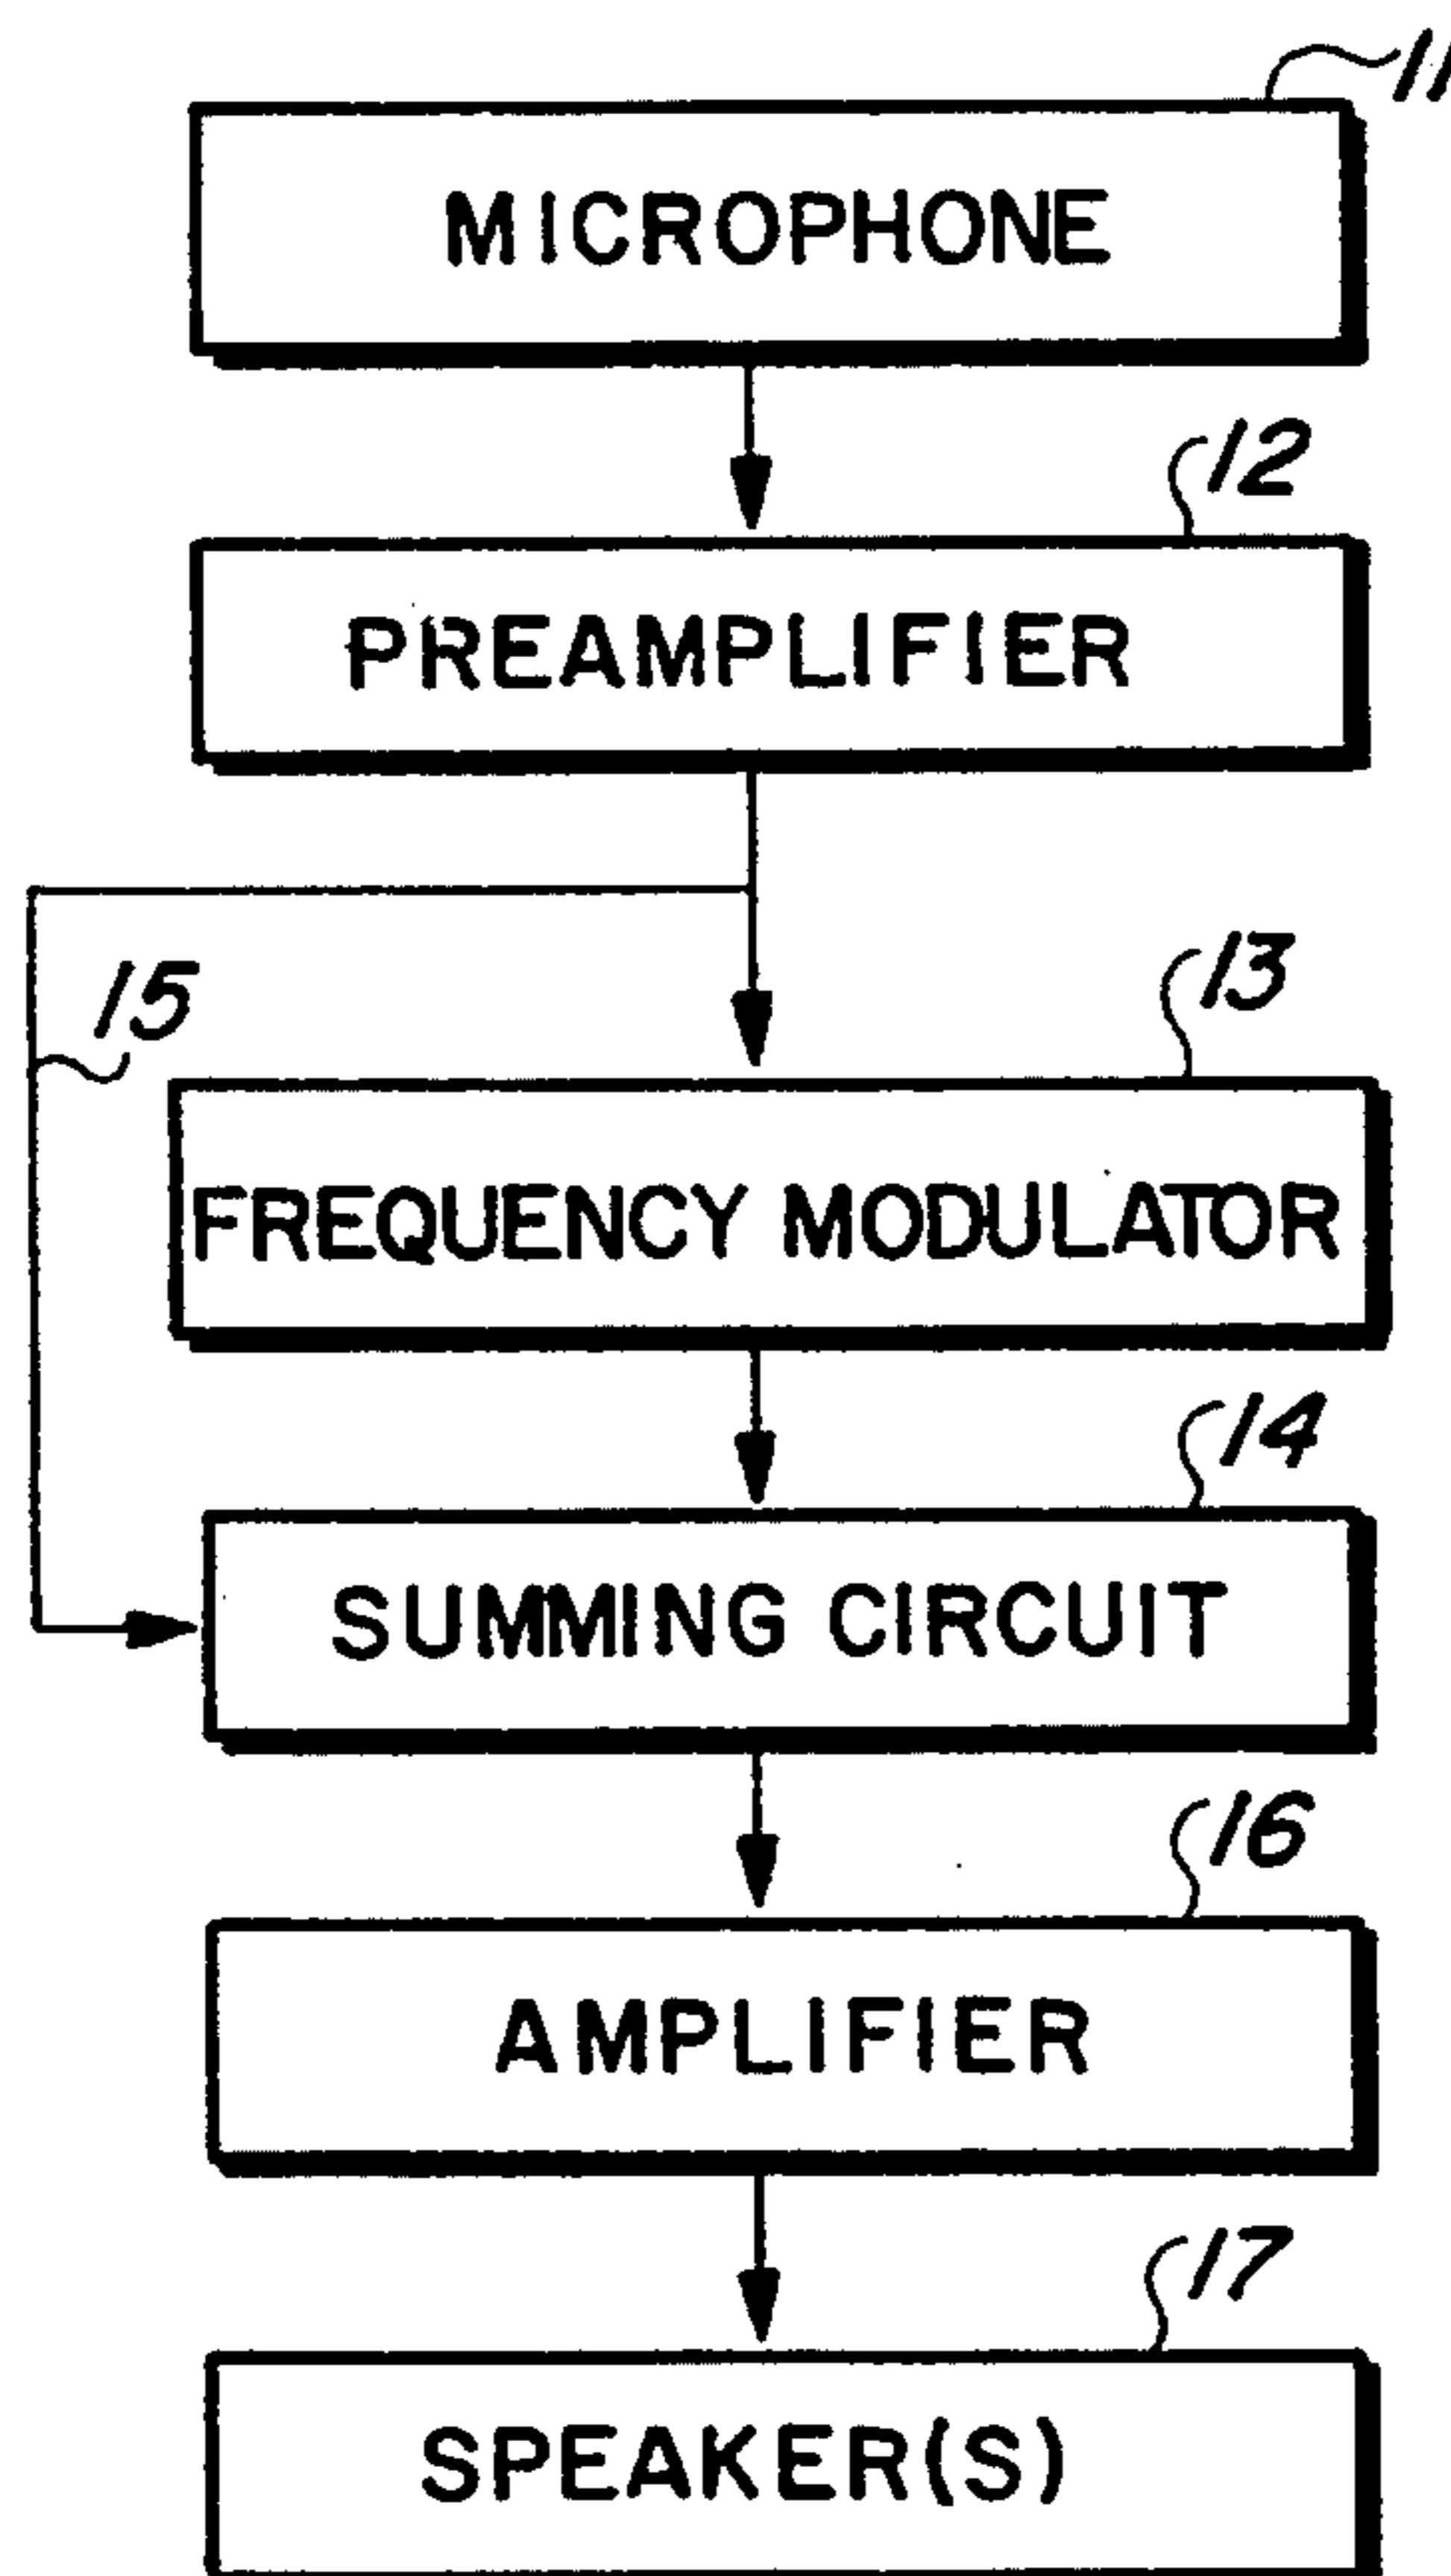 11
MICROPHONE
12
PREAMPLIFIER
15
13
FREQUENCY MODULATOR
14
SUMMING CIRCUIT
16
AMPLIFIER
17
SPEAKER(S)